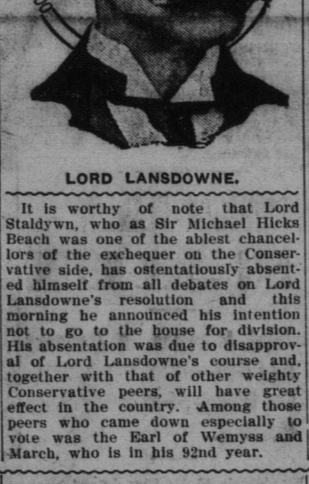 LORD LANSDOWNE.
It is worthy of note that Lord
Staldywn, who as Sir Michael Hicks
Beach was one of the ablest chancel-
lors of the exchequer on the Conser-
vative side, has ostentatiously absent-
ed himself from all debates on Lord
Lansdowne's resolution and this
morning he announced his intention
not to go to the house for division.
His absentation was due to disapprov-
al of Lord Lansdowne's course and,
together with that of other weighty
Conservative peers, will have great
effect in the country. Among those
peers who came down especially to
vote was the Earl of Wemyss and
March, who is in his 92nd year.